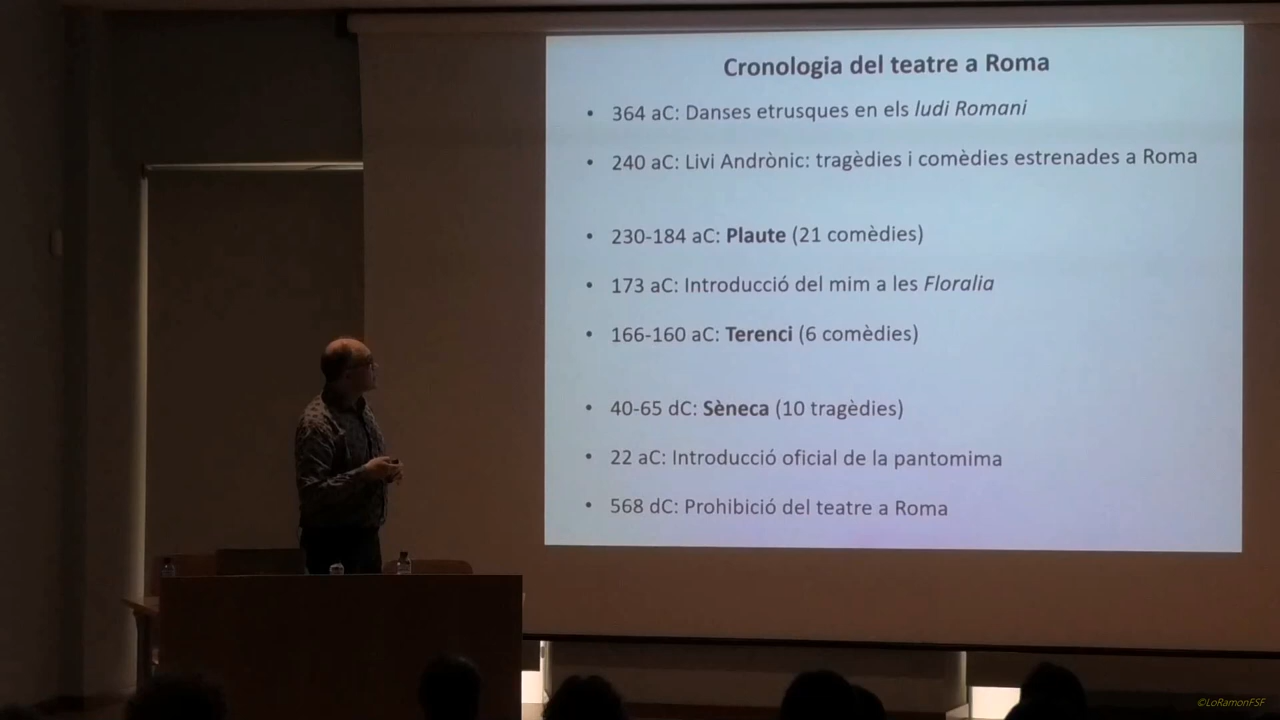 Cronologia del teatre a Roma
• 364 aC: Danses etrusques en els ludi Romani
• 240 aC: Livi Andrònic: tragèdies i comèdies estrenades a Roma
• 230-184 aC: Plaute (21 comèdies)
• 173 aC: Introducció del mim a les Floralia
• 166-160 aC: Terenci (6 comèdies)
• 40-65 dC: Sèneca (10 tragèdies)
• 22 aC: Introducció oficial de la pantomima
• 568 dC: Prohibició del teatre a Roma
©LoRamonFSF